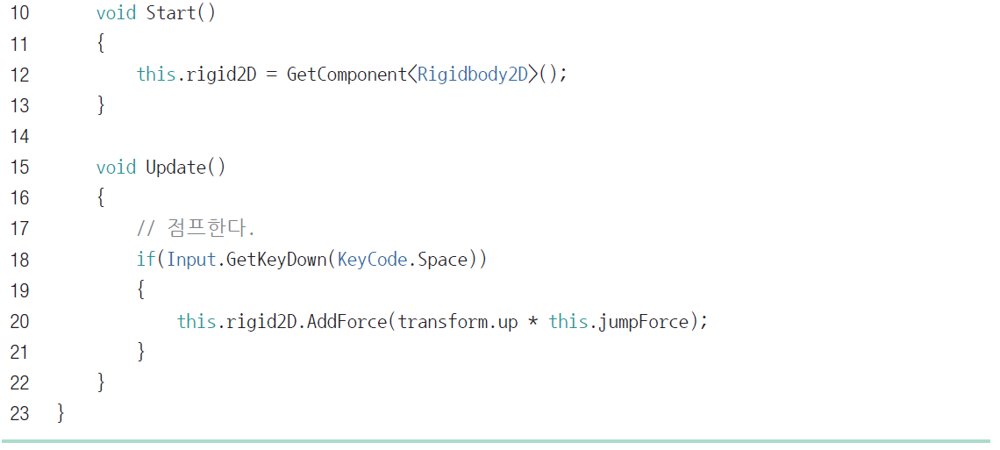 10 void Start()
11 {
12 this.rigid2D = GetComponent<Rigidbody2D>();
13 }
14
15 void Update()
16 {
17 // 점프한다.
18 if(Input.GetKeyDown(KeyCode.Space))
19 {
20 this.rigid2D.AddForce(transform.up * this.jumpForce);
21 }
22 }
23 }